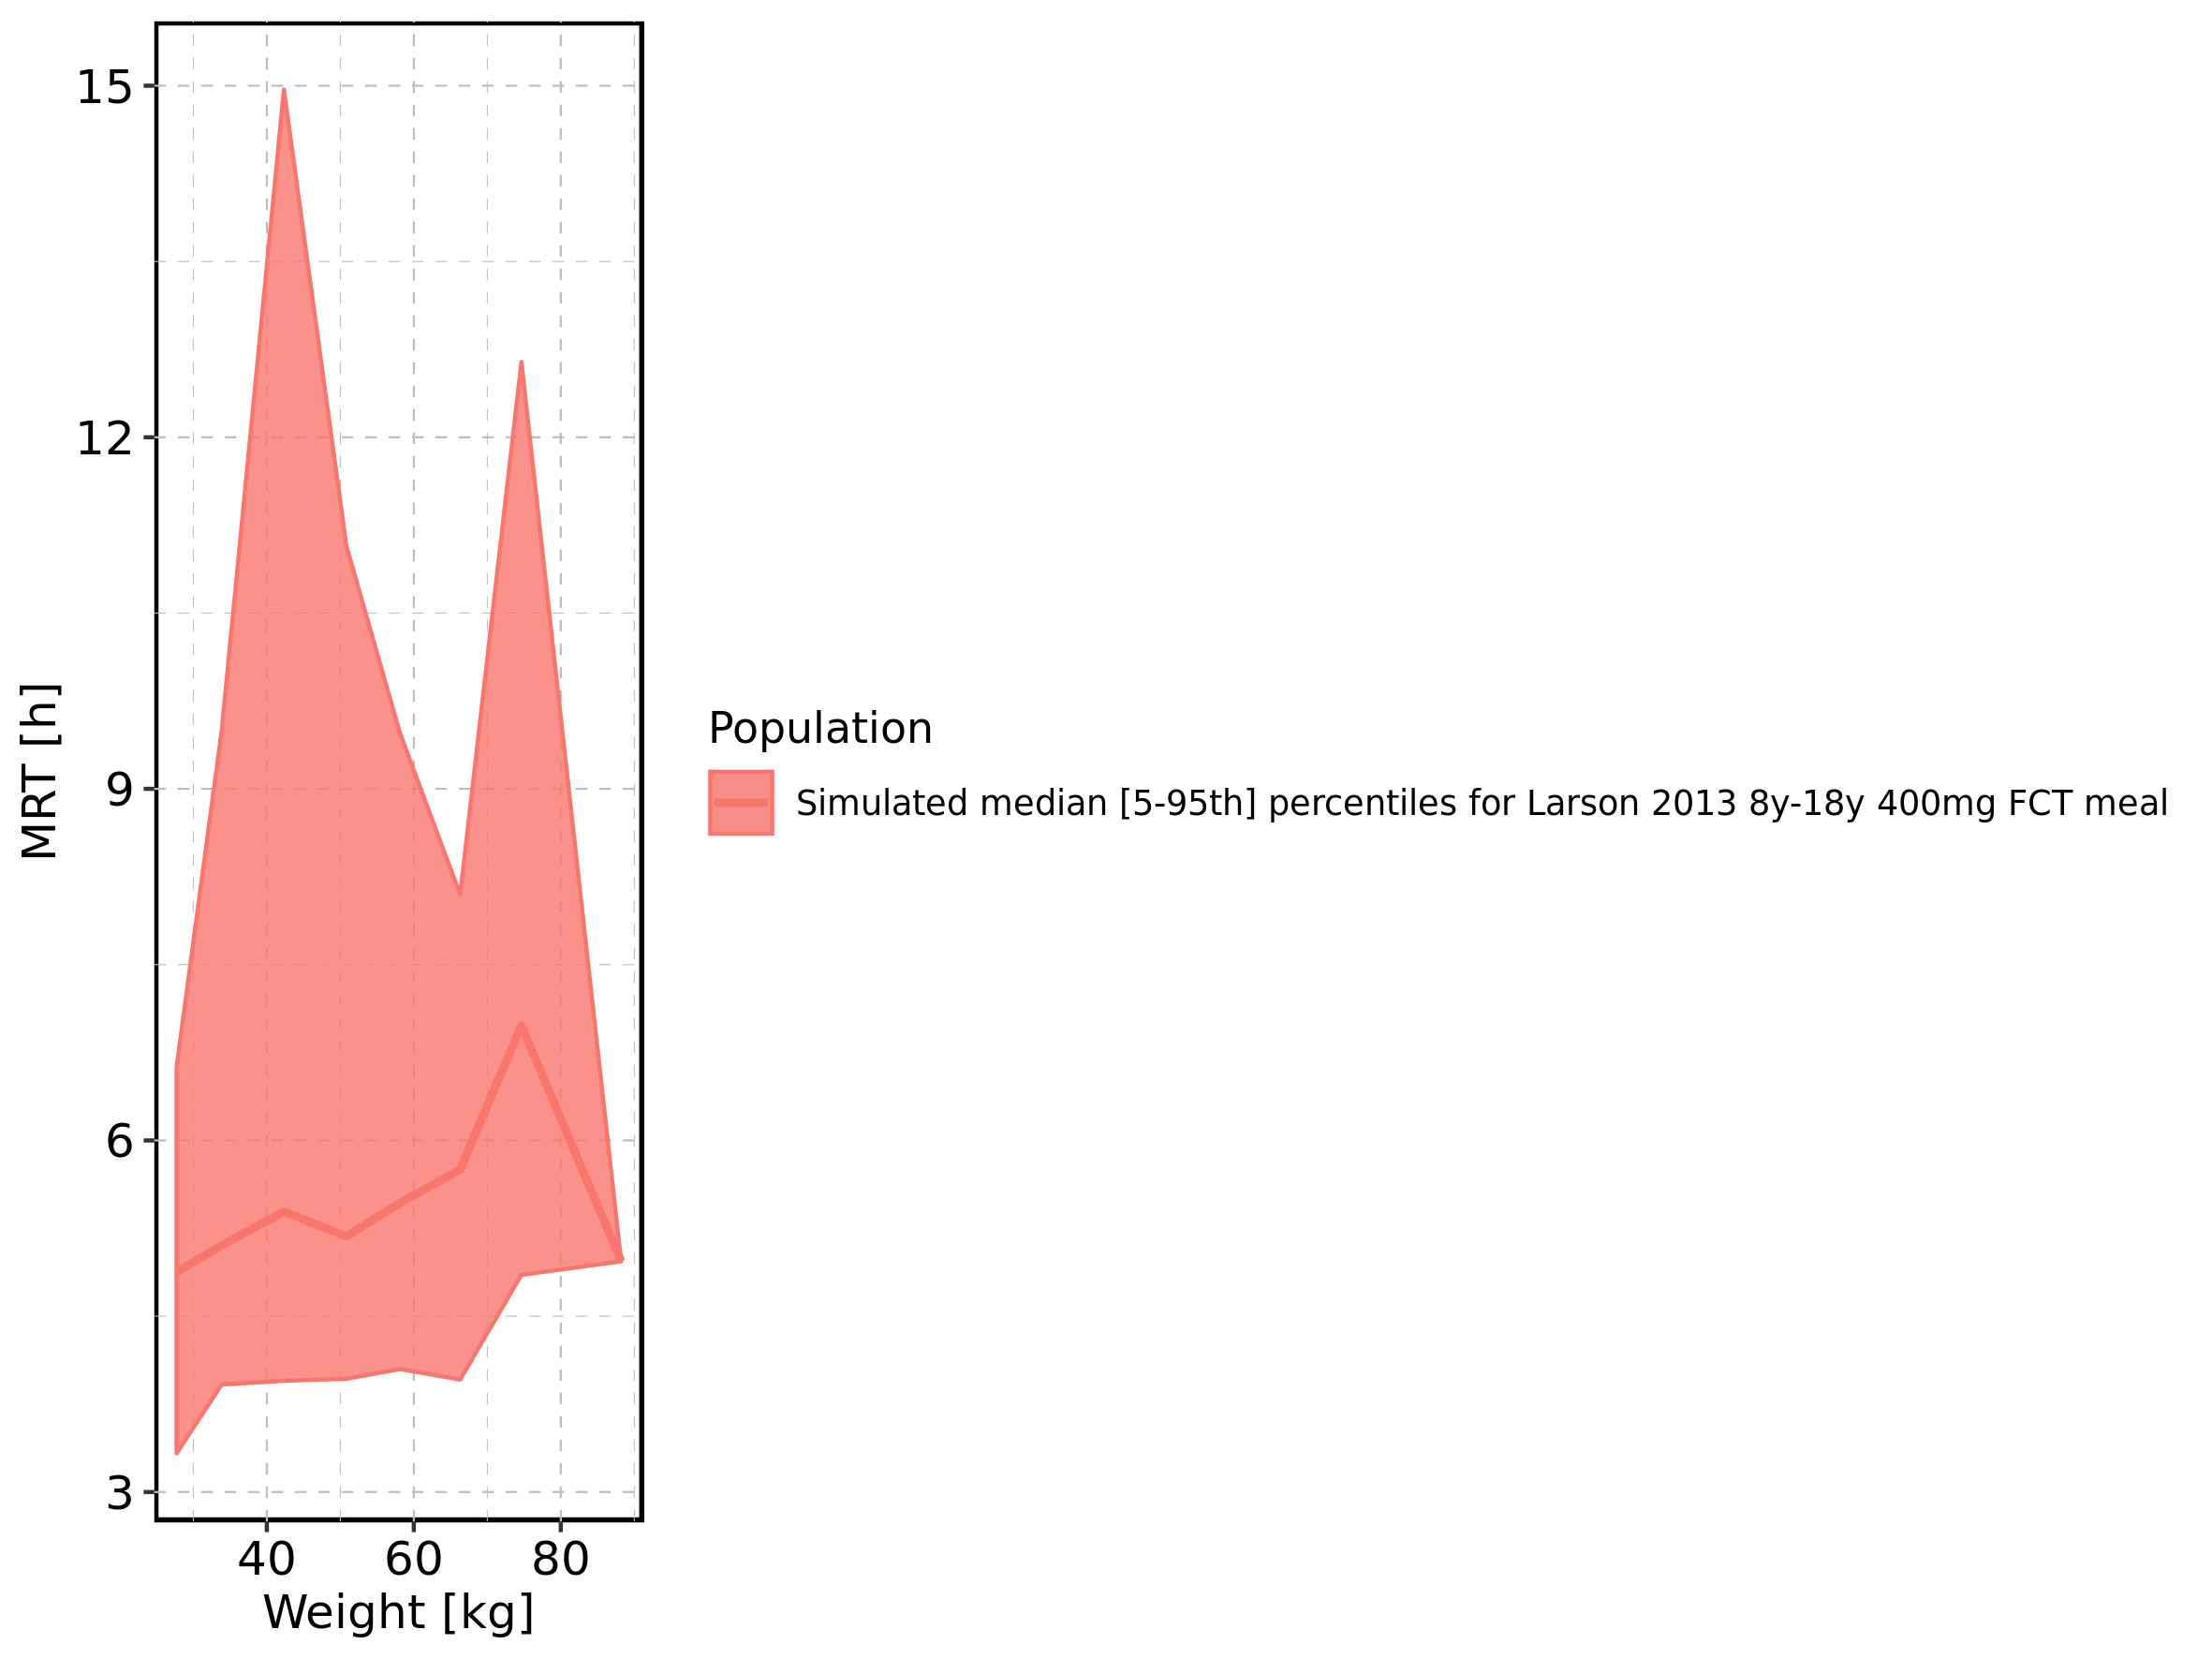 15
12
9
6
3
MRT [h]
40 60 80
Weight [kg]
Population
Simulated median [5-95th] percentiles for Larson 2013 8y-18y 400mg FCT meal